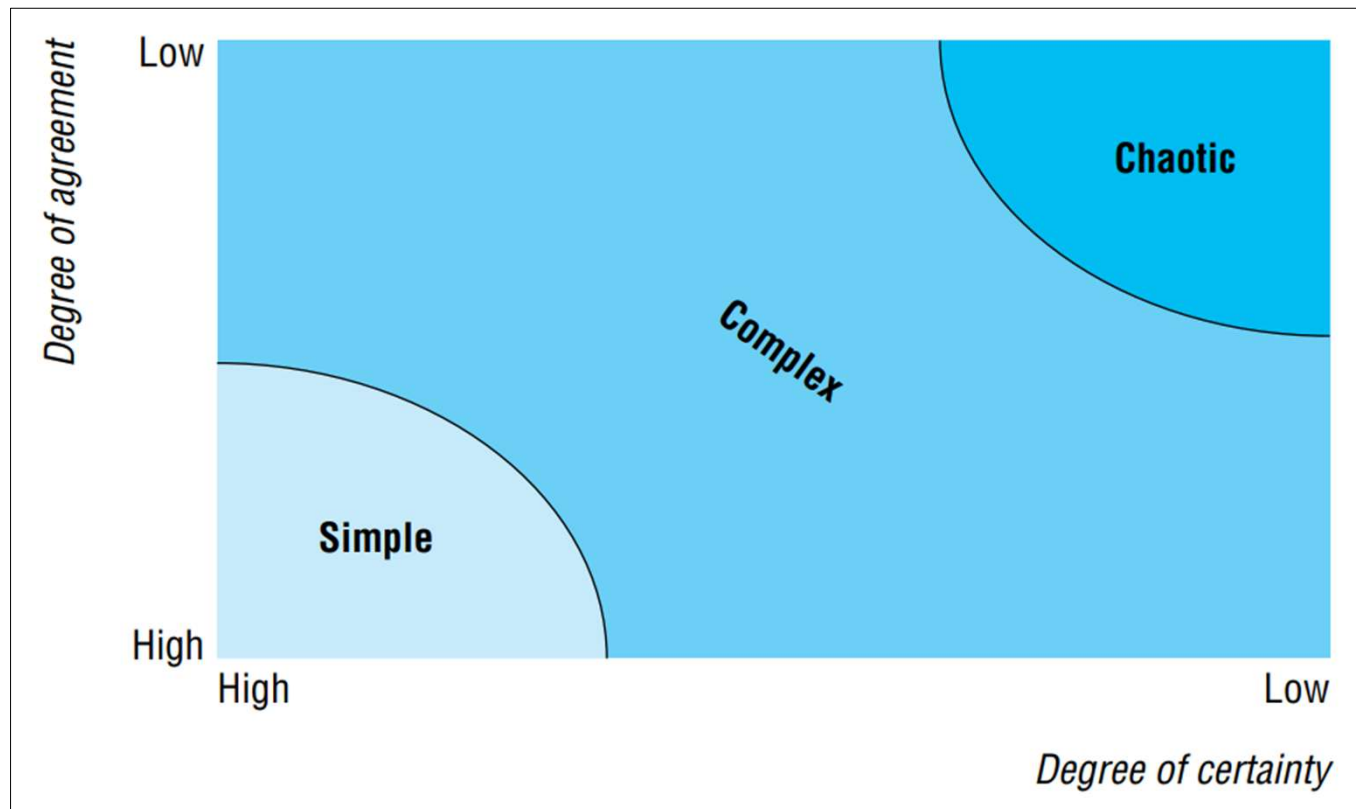 Degree of agreement
Low
Chaotic
Complex
Simple
High
High
Low
Degree of certainty